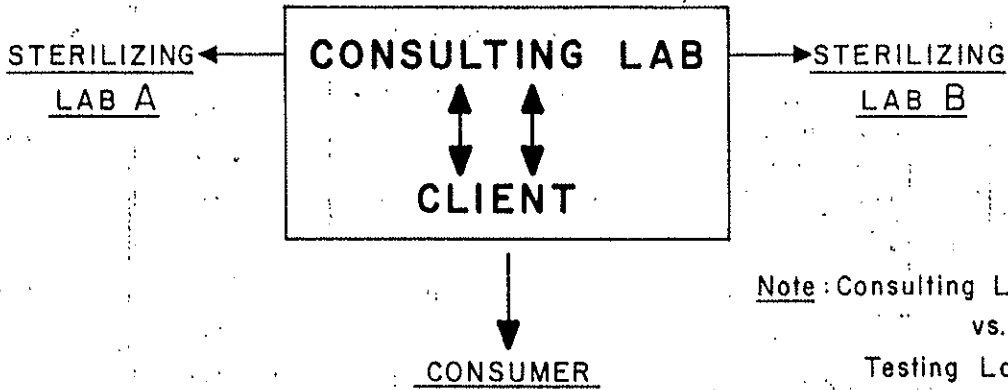 STERILIZING
LAB A
CONSULTING LAB
CLIENT
STERILIZING
LAB B
Note: Consulting
vs.
Testing
CONSUMER